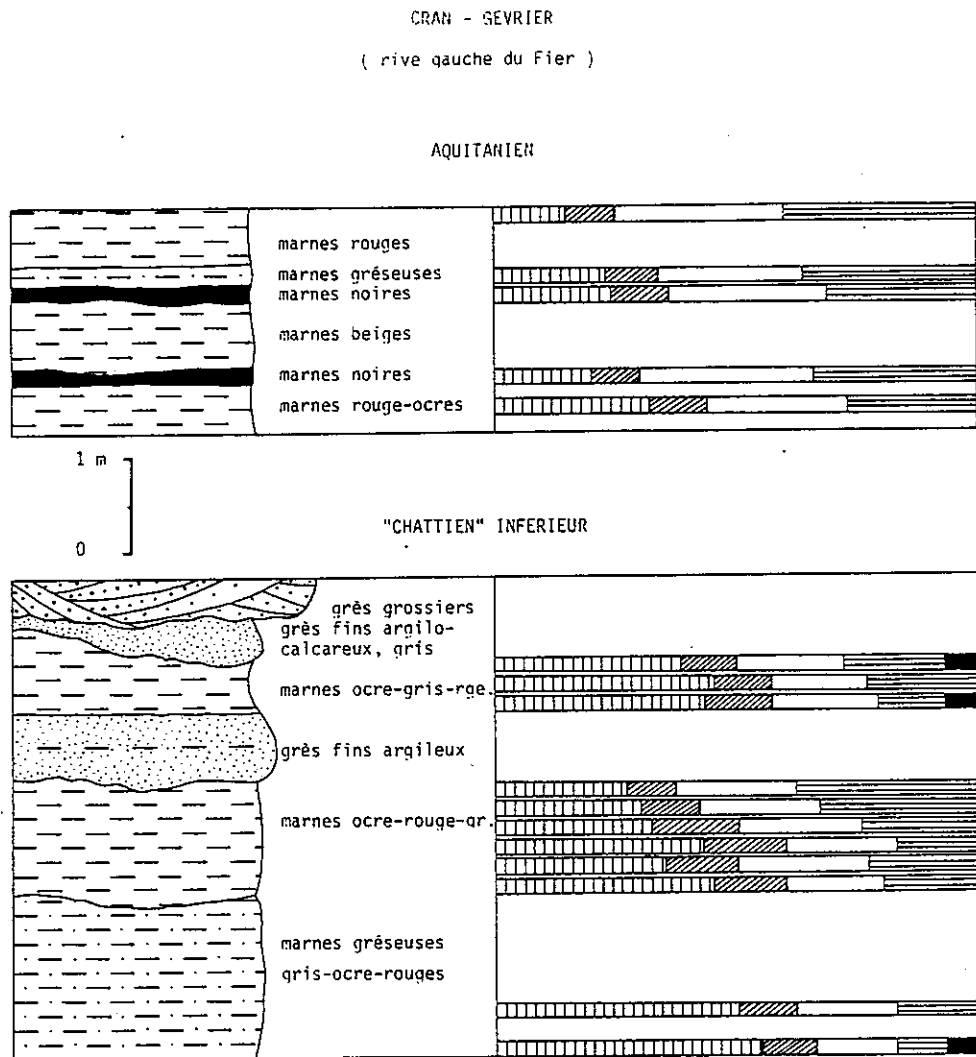 CRAN - GEVRIER
( rive gauche du Fier )
AQUITANIEN
marnes rouges
marnes gréseuses
marnes noires
marnes beiges
marnes noires
marnes rouge-ocres
1 m
0
"CHATTIEN" INFERIEUR
grès grossiers
grès fins argilo-
calcareux, gris
marnes ocre-gris-rge.
grès fins argileux
marnes ocre-rouge-gr.
marnes gréseuses
gris-ocre-rouges